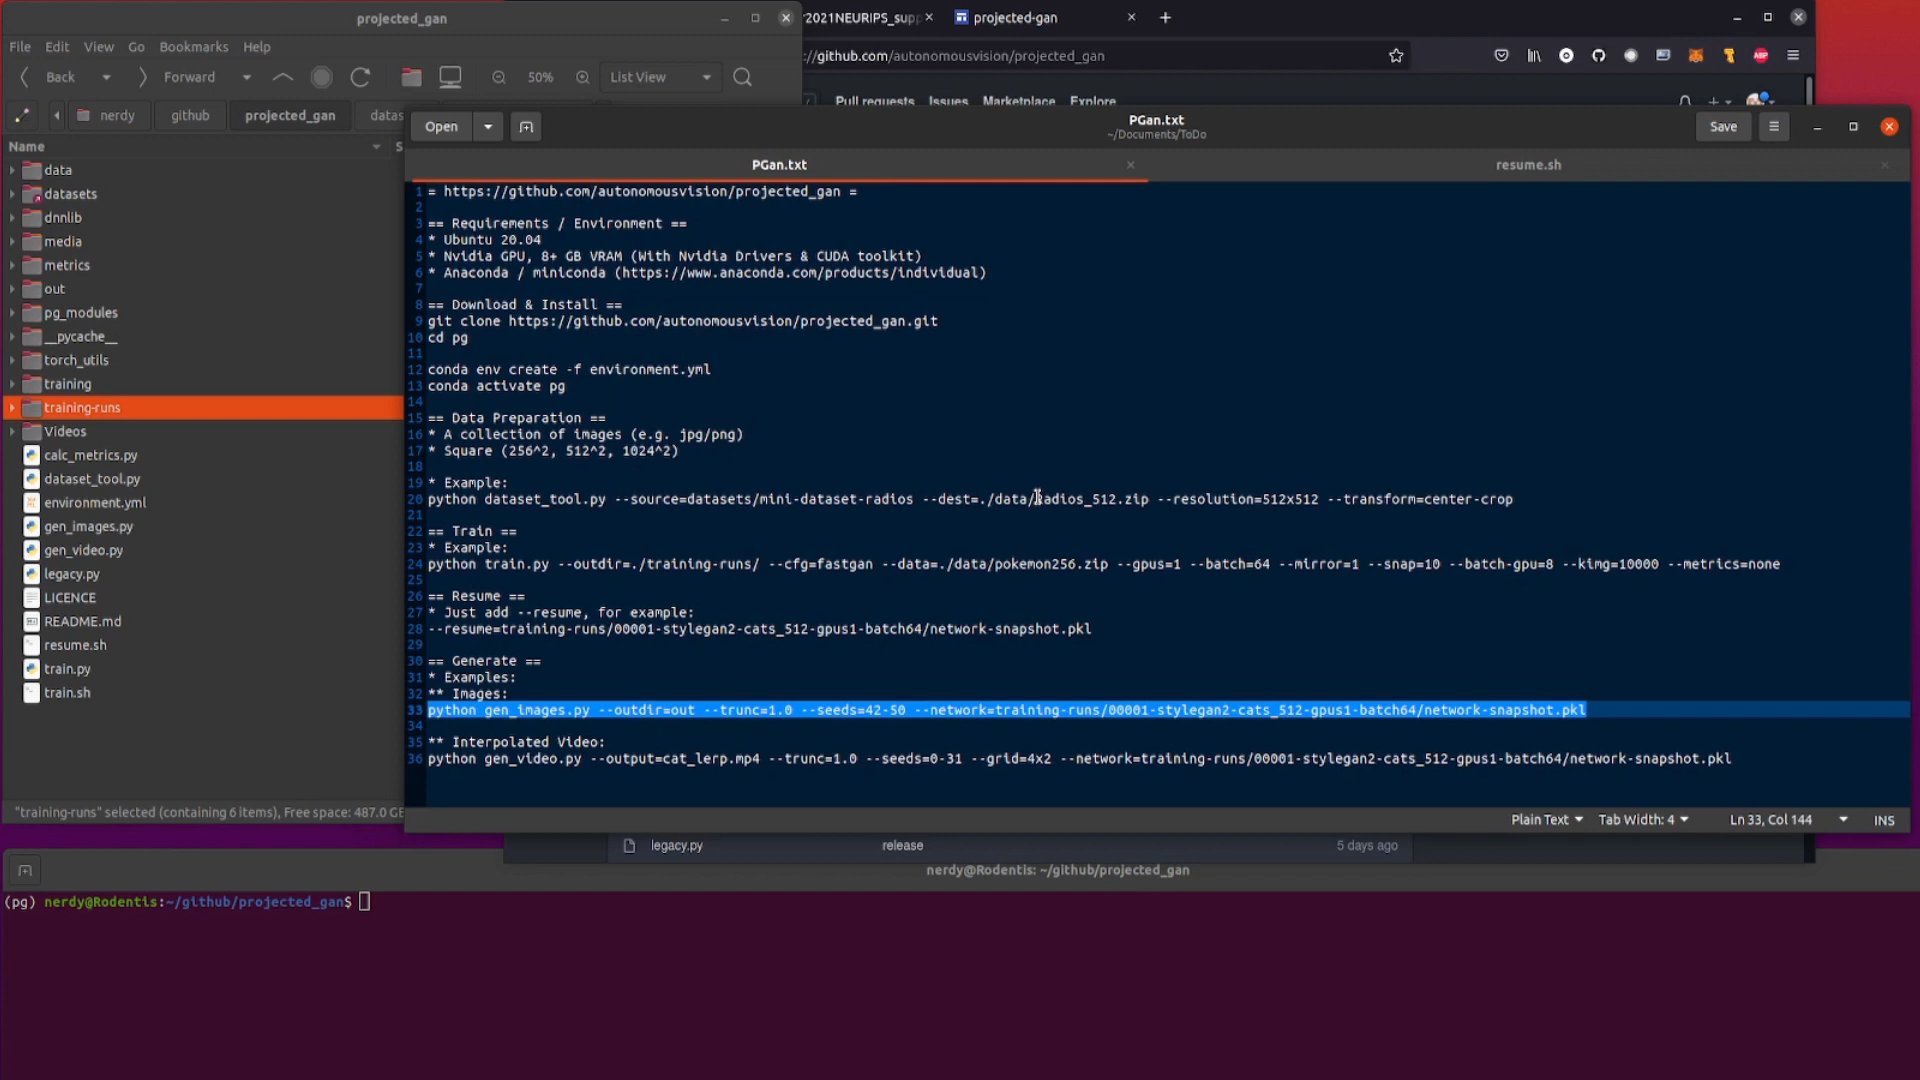 projected_gan
File Edit View Go Bookmarks Help
Back Forward 50% List View
nerdy github projected_gan datas
Name S
data
datasets
dnnlib
media
metrics
out
pg_modules
__pycache__
torch_utils
training
training-runs
Videos
calc_metrics.py
dataset_tool.py
environment.yml
gen_images.py
gen_video.py
legacy.py
LICENCE
README.md
resume.sh
train.py
train.sh
"training-runs" selected (containing 6 items), Free space: 487.0 GB
r2021NEURIPS_supp projected-gan
://github.com/autonomousvision/projected_gan
Pull requests Issues Marketplace Explore
Open PGan.txt Save
~/Documents/ToDo
PGan.txt resume.sh
1 = https://github.com/autonomousvision/projected_gan =
2
3 == Requirements / Environment ==
4 * Ubuntu 20.04
5 * Nvidia GPU, 8+ GB VRAM (With Nvidia Drivers & CUDA toolkit)
6 * Anaconda / miniconda (https://www.anaconda.com/products/individual)
7
8 == Download & Install ==
9 git clone https://github.com/autonomousvision/projected_gan.git
10 cd pg
11
12 conda env create -f environment.yml
13 conda activate pg
14
15 == Data Preparation ==
16 * A collection of images (e.g. jpg/png)
17 * Square (256^2, 512^2, 1024^2)
18
19 * Example:
20 python dataset_tool.py --source=datasets/mini-dataset-radios --dest=./data/radios_512.zip --resolution=512x512 --transform=center-crop
21
22 == Train ==
23 * Example:
24 python train.py --outdir=./training-runs/ --cfg=fastgan --data=./data/pokemon256.zip --gpus=1 --batch=64 --mirror=1 --snap=10 --batch-gpu=8 --kimg=10000 --metrics=none
25
26 == Resume ==
27 * Just add --resume, for example:
28 --resume=training-runs/00001-stylegan2-cats_512-gpus1-batch64/network-snapshot.pkl
29
30 == Generate ==
31 * Examples:
32 ** Images:
33 python gen_images.py --outdir=out --trunc=1.0 --seeds=42-50 --network=training-runs/00001-stylegan2-cats_512-gpus1-batch64/network-snapshot.pkl
34
35 ** Interpolated Video:
36 python gen_video.py --output=cat_lerp.mp4 --trunc=1.0 --seeds=0-31 --grid=4x2 --network=training-runs/00001-stylegan2-cats_512-gpus1-batch64/network-snapshot.pkl
Plain Text Tab Width: 4 Ln 33, Col 144 INS
legacy.py release 5 days ago
nerdy@Rodentis: ~/github/projected_gan
(pg) nerdy@Rodentis:~/github/projected_gan$